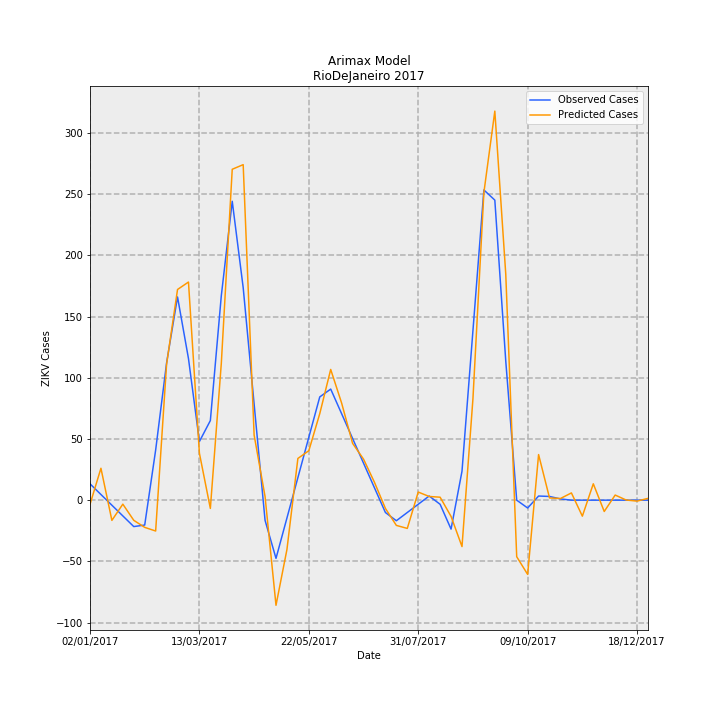 Arimax Model
RioDeJaneiro 2017
Observed Cases
Predicted Cases
300
250
200
150
100
50
0
−50
−100
ZIKV Cases
02/01/2017 13/03/2017 22/05/2017 31/07/2017 09/10/2017 18/12/2017
Date